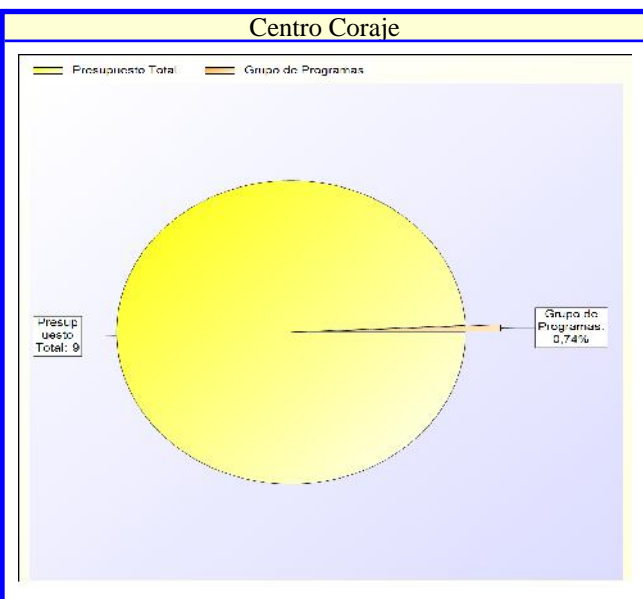 Centro Coraje
Presupuesto Total
Grupo de Programas
Presup
uesto
Total: 9
Grupo de
Programas.
0,74%